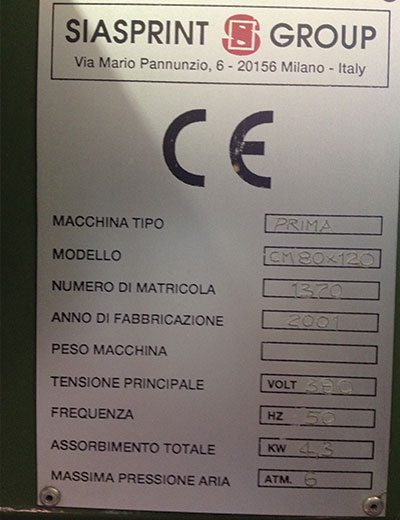 SIASPRINT S GROUP
Via Mario Pannunzio, 6 - 20156 Milano - Italy
CE
MACCHINA TIPO PRIMA
MODELLO CM80x120
NUMERO DI MATRICOLA 1370
ANNO DI FABBRICAZIONE 2001
PESO MACCHINA
TENSIONE PRINCIPALE VOLT 380
FREQUENZA HZ 50
ASSORBIMENTO TOTALE KW 4,3
MASSIMA PRESSIONE ARIA ATM. 6